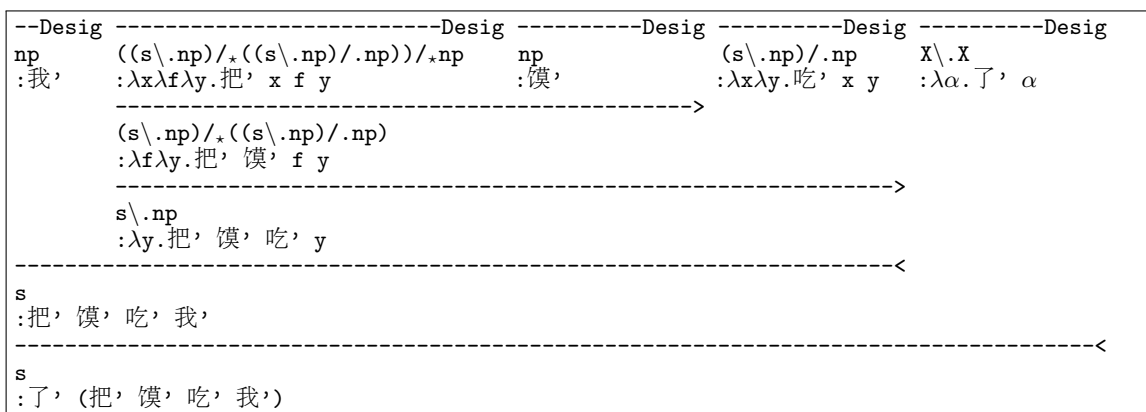 --Desig --------------------------Desig ----------Desig ----------Desig ----------Desig
np ((s\.np)/⋆((s\.np)/.np))/⋆np np (s\.np)/.np X\.X
:我’ :λxλfλy.把’ x f y :馍’ :λxλy.吃’ x y :λα.了’ α
---------------------------------------------->
(s\.np)/⋆((s\.np)/.np)
:λfλy.把’ 馍’ f y
-------------------------------------------------------------->
s\.np
:λy.把’ 馍’ 吃’ y
----------------------------------------------------------------------<
s
:把’ 馍’ 吃’ 我’
--------------------------------------------------------------------------------------<
s
:了’ (把’ 馍’ 吃’ 我’)